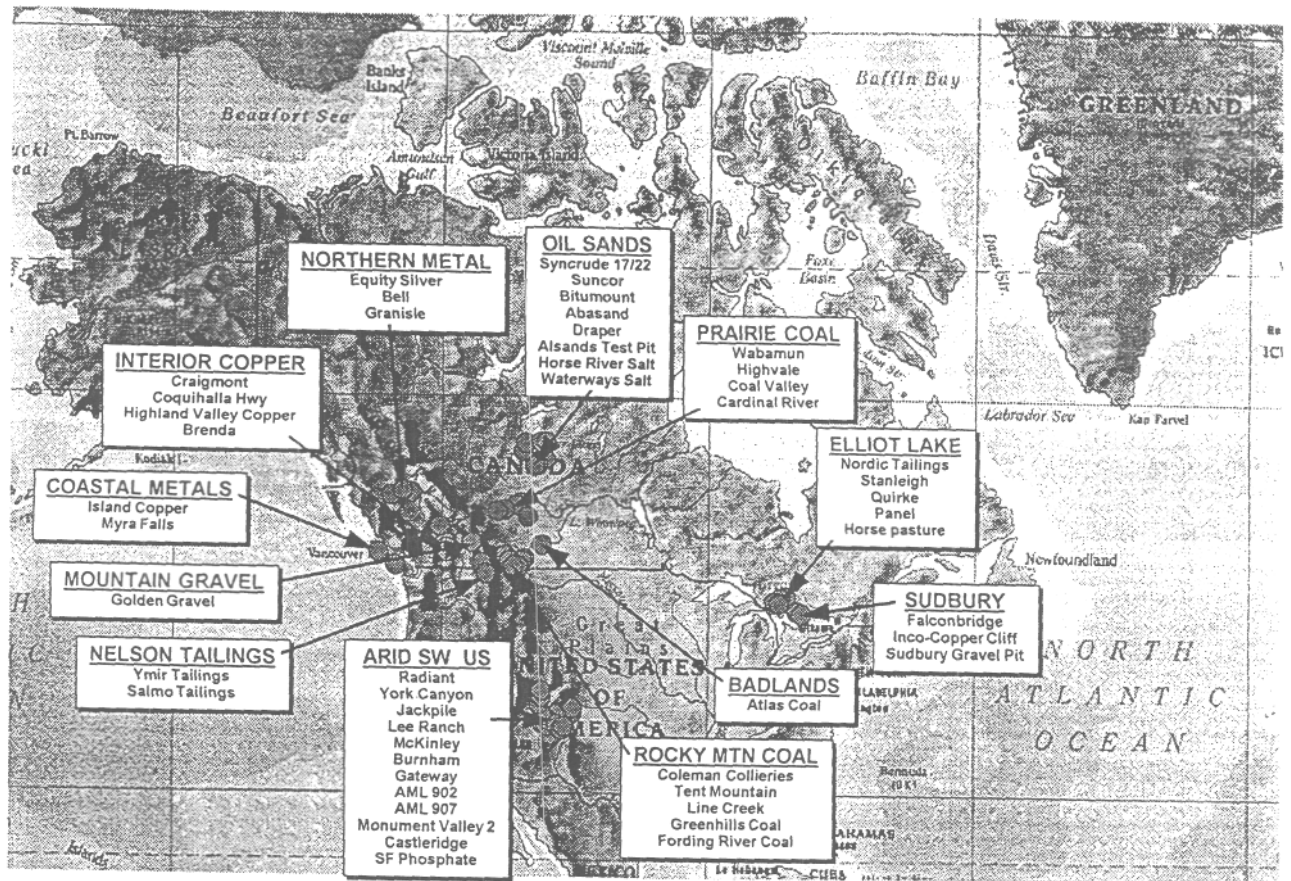 Viscount Melville
Sound
Banks
Island
Baffin Bay
GREENLAND
Beaufort Sea
Pt. Barrow
Amundsen
Gulf
Victoria Island
Foxe
Basin
Labrador Sea
Kap Farvel
NORTHERN METAL
Equity Silver
Bell
Granisle
OIL SANDS
Syncrude 17/22
Suncor
Bitumount
Abasand
Draper
Alsands Test Pit
Horse River Salt
Waterways Salt
PRAIRIE COAL
Wabamun
Highvale
Coal Valley
Cardinal River
INTERIOR COPPER
Craigmont
Coquihalla Hwy
Highland Valley Copper
Brenda
Kodiak I.
CANADA
ELLIOT LAKE
Nordic Tailings
Stanleigh
Quirke
Panel
Horse pasture
COASTAL METALS
Island Copper
Myra Falls
L. Winnipeg
Vancouver
Newfoundland
MOUNTAIN GRAVEL
Golden Gravel
SUDBURY
Falconbridge
Inco-Copper Cliff
Sudbury Gravel Pit
NELSON TAILINGS
Ymir Tailings
Salmo Tailings
Great
Plains
UNITED STATES
OF
AMERICA
NORTH
ATLANTIC
OCEAN
ARID SW US
Radiant
York Canyon
Jackpile
Lee Ranch
McKinley
Burnham
Gateway
AML 902
AML 907
Monument Valley 2
Castleridge
SF Phosphate
BADLANDS
Atlas Coal
ROCKY MTN COAL
Coleman Collieries
Tent Mountain
Line Creek
Greenhills Coal
Fording River Coal
Bermuda
AHAMAS
Islands
MEXICO
CUBA